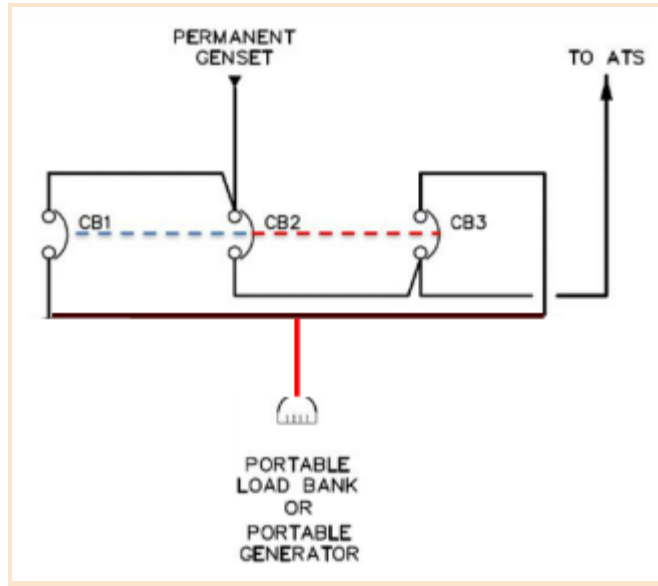 PERMANENT
GENSET
TO ATS
CB1
CB2
CB3
PORTABLE
LOAD BANK
OR
PORTABLE
GENERATOR